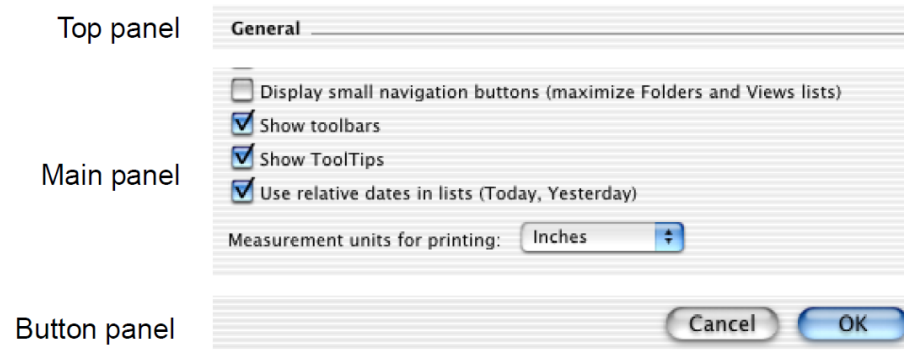 Top panel
General
Display small navigation buttons (maximize Folders and Views lists)
Show toolbars
Show ToolTips
Main panel
Use relative dates in lists (Today, Yesterday)
Measurement units for printing: Inches
Button panel
Cancel OK